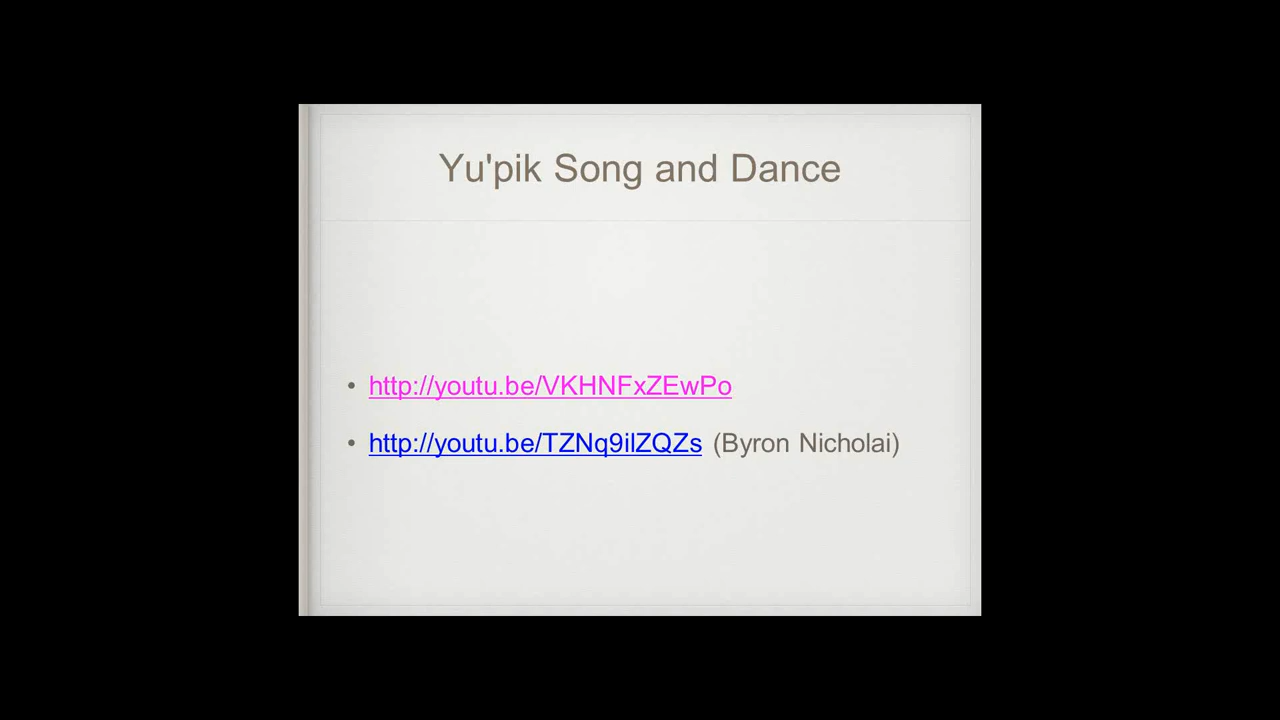 Yu'pik Song and Dance
• http://youtu.be/VKHNFxZEwPo
• http://youtu.be/TZNq9ilZQZs (Byron Nicholai)